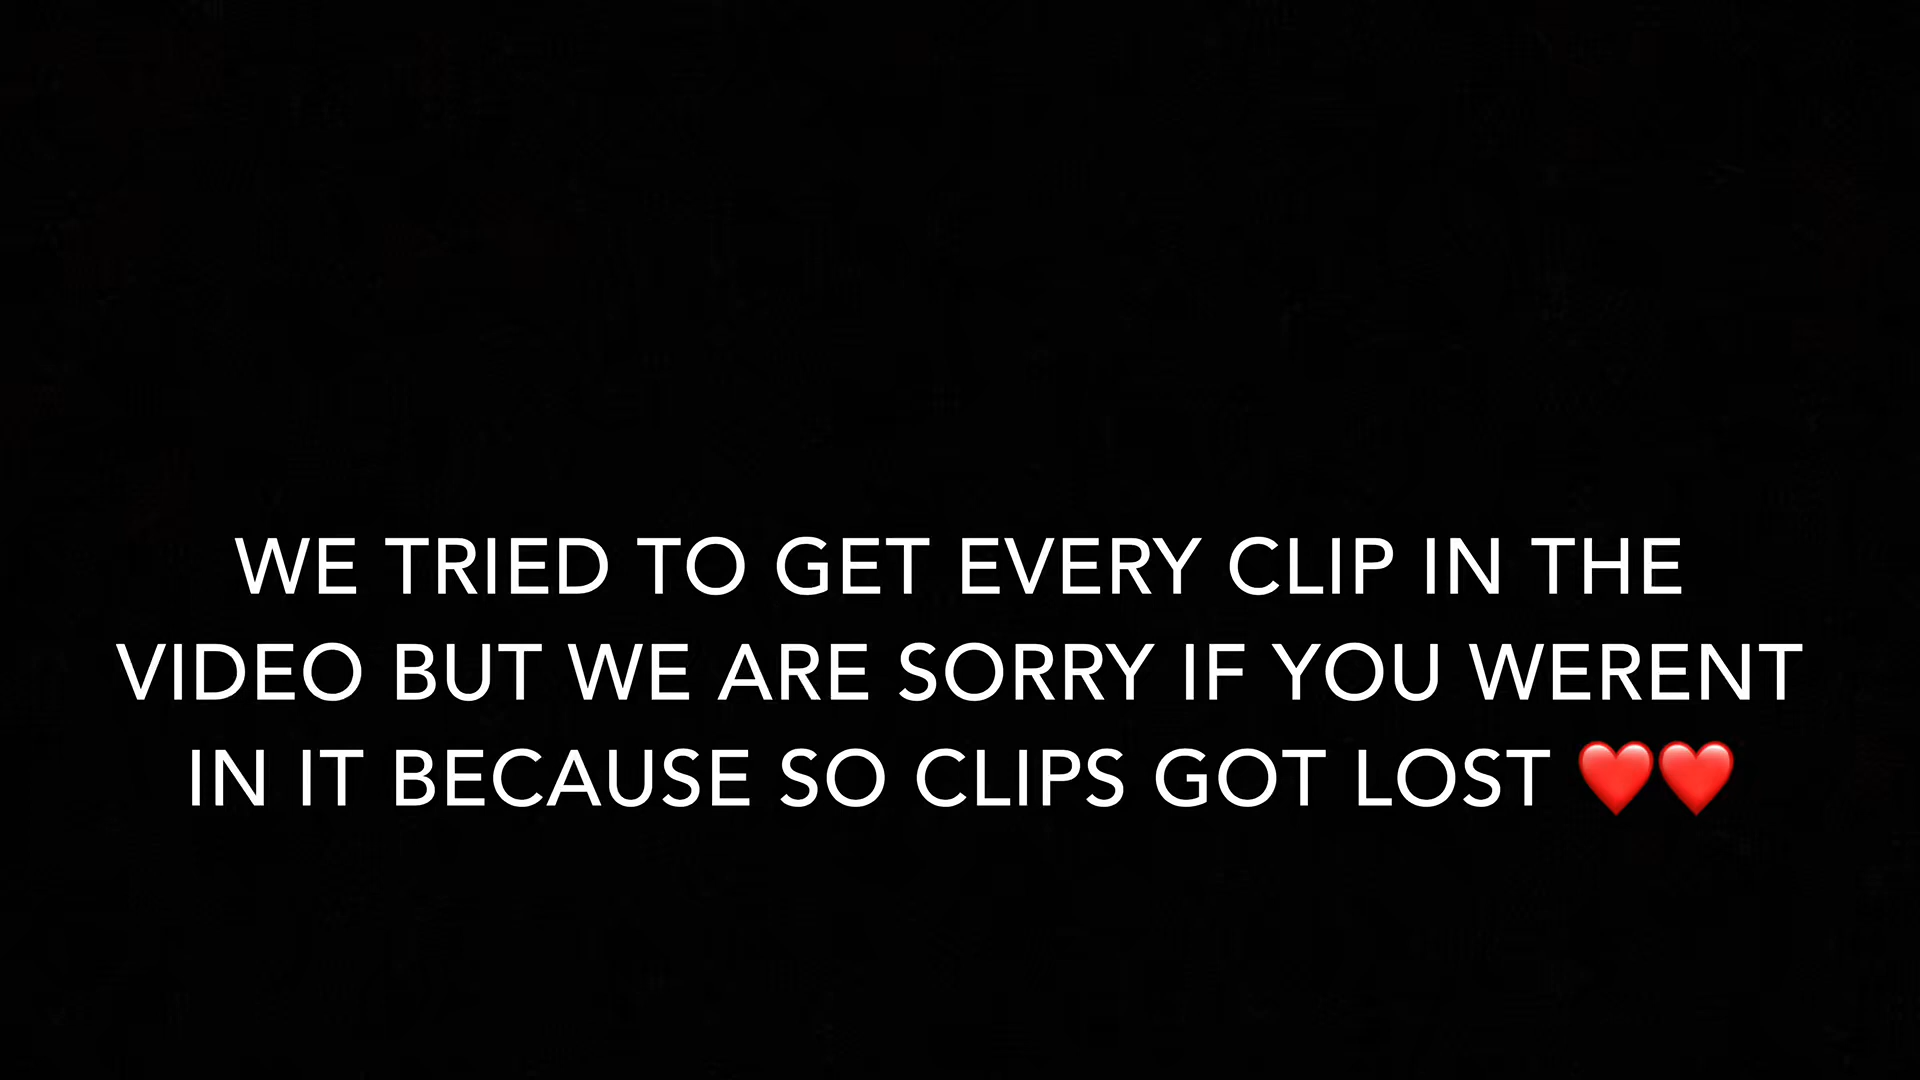 WE TRIED TO GET EVERY CLIP IN THE
VIDEO BUT WE ARE SORRY IF YOU WERENT
IN IT BECAUSE SO CLIPS GOT LOST ❤️❤️